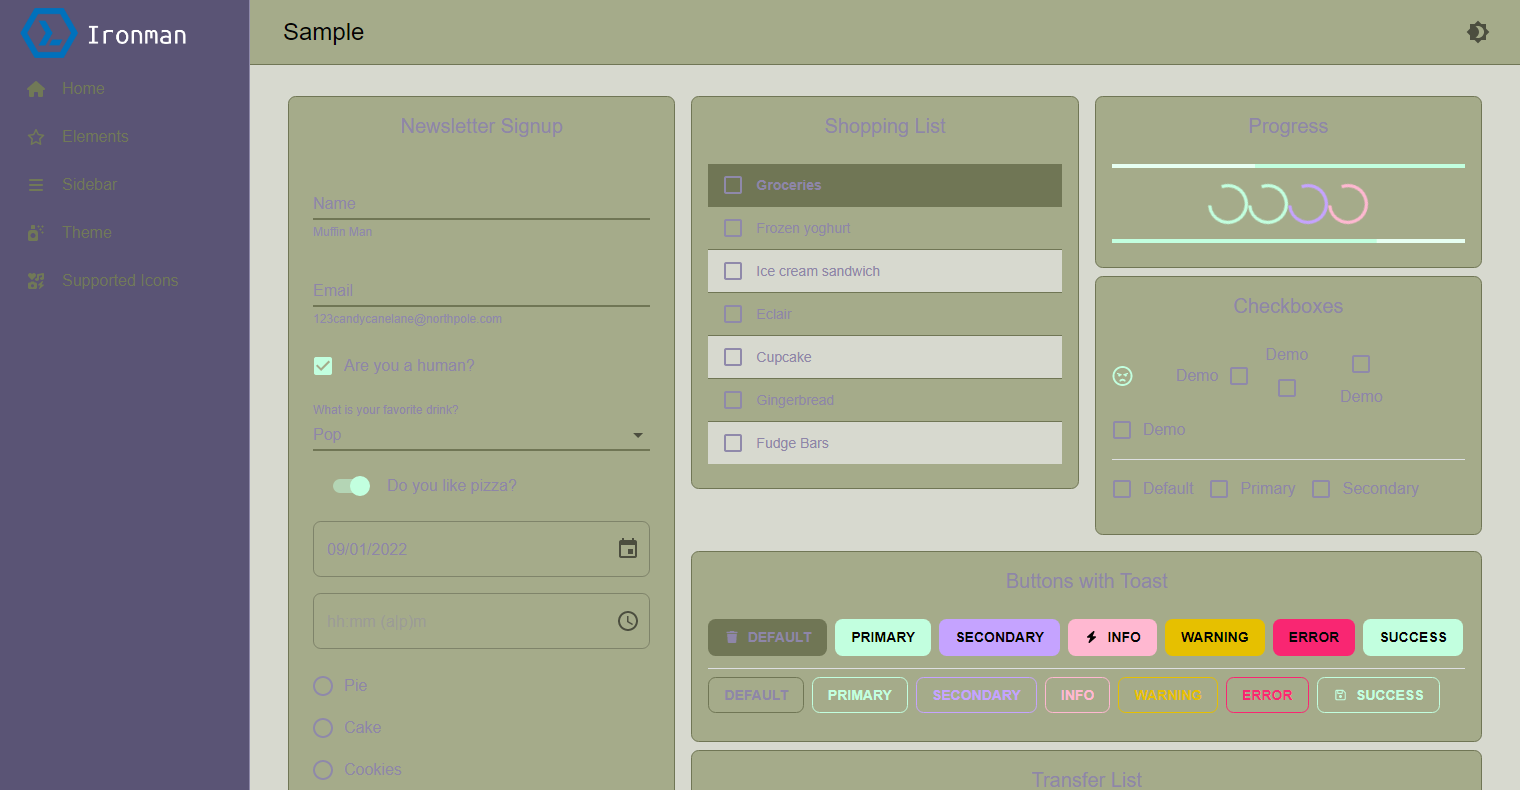 Ironman
Home
Elements
Sidebar
Theme
Supported Icons
Sample
Newsletter Signup
Name
Muffin Man
Email
123candycanelane@northpole.com
Are you a human?
What is your favorite drink?
Pop
Do you like pizza?
09/01/2022
hh:mm (a|p)m
Pie
Cake
Cookies
Shopping List
Groceries
Frozen yoghurt
Ice cream sandwich
Eclair
Cupcake
Gingerbread
Fudge Bars
Progress
Checkboxes
Demo
Demo
Demo
Demo
Default Primary Secondary
Buttons with Toast
DEFAULT PRIMARY SECONDARY INFO WARNING ERROR SUCCESS
DEFAULT PRIMARY SECONDARY INFO WARNING ERROR SUCCESS
Transfer List